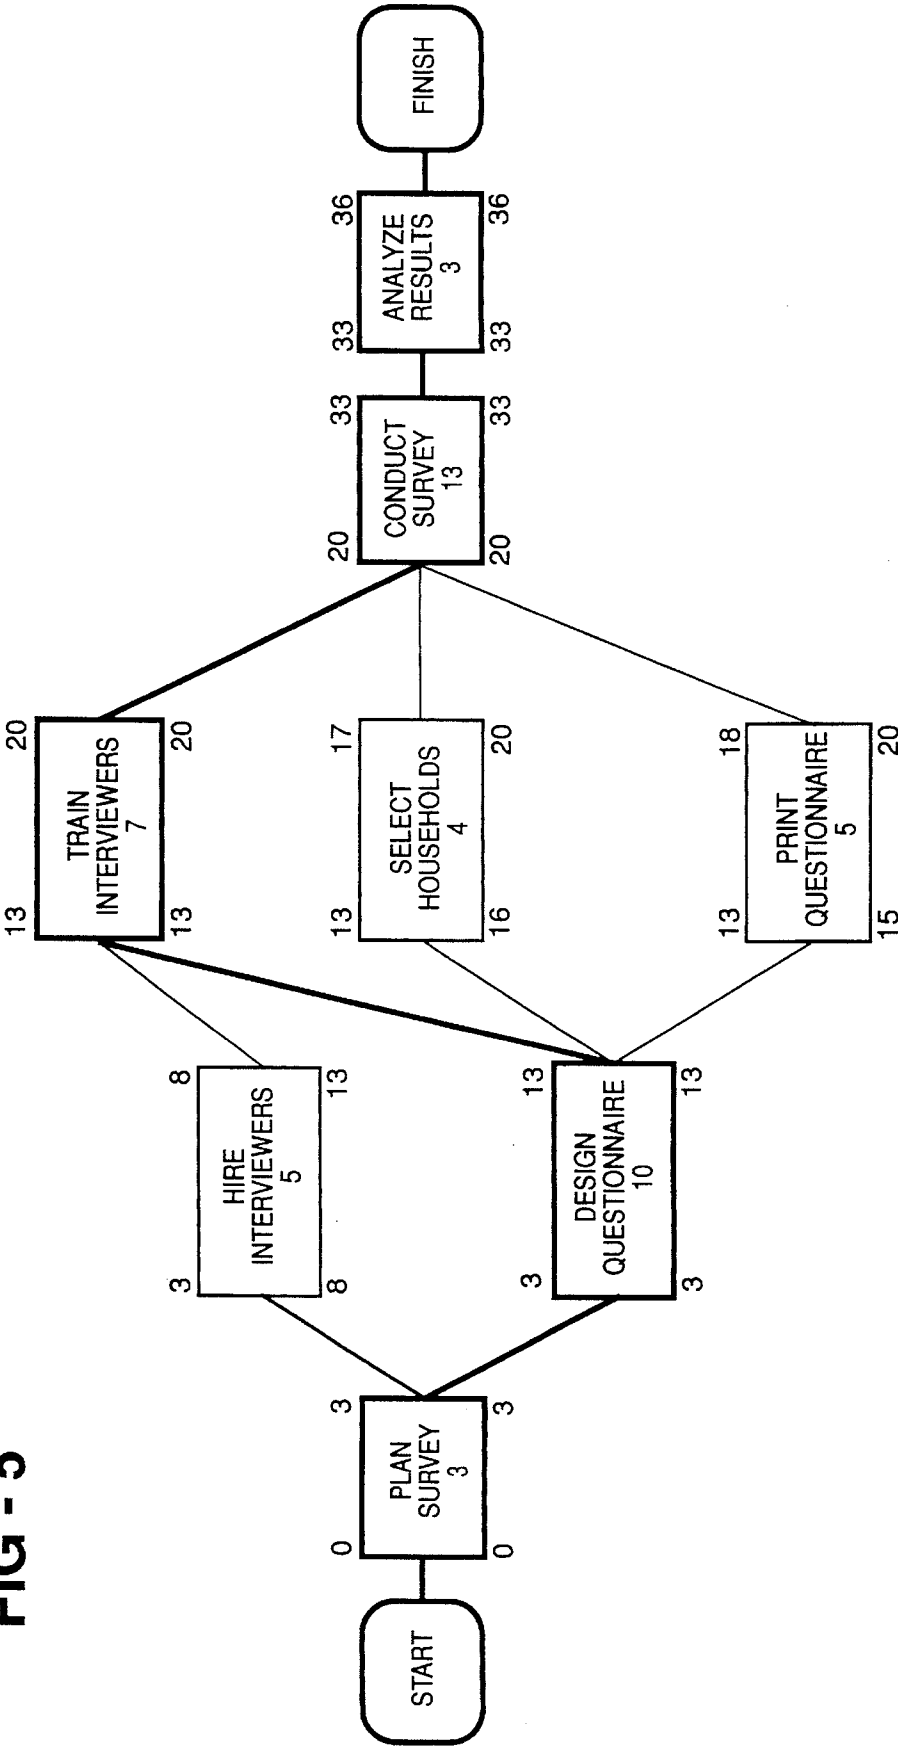 FIG - 5
START
0 3
PLAN
SURVEY
3
0 3
3 8
HIRE
INTERVIEWERS
5
8 13
3 13
DESIGN
QUESTIONNAIRE
10
3 13
13 20
TRAIN
INTERVIEWERS
7
13 20
13 17
SELECT
HOUSEHOLDS
4
16 20
13 18
PRINT
QUESTIONNAIRE
5
15 20
20 33
CONDUCT
SURVEY
13
20 33
33 36
ANALYZE
RESULTS
3
33 36
FINISH